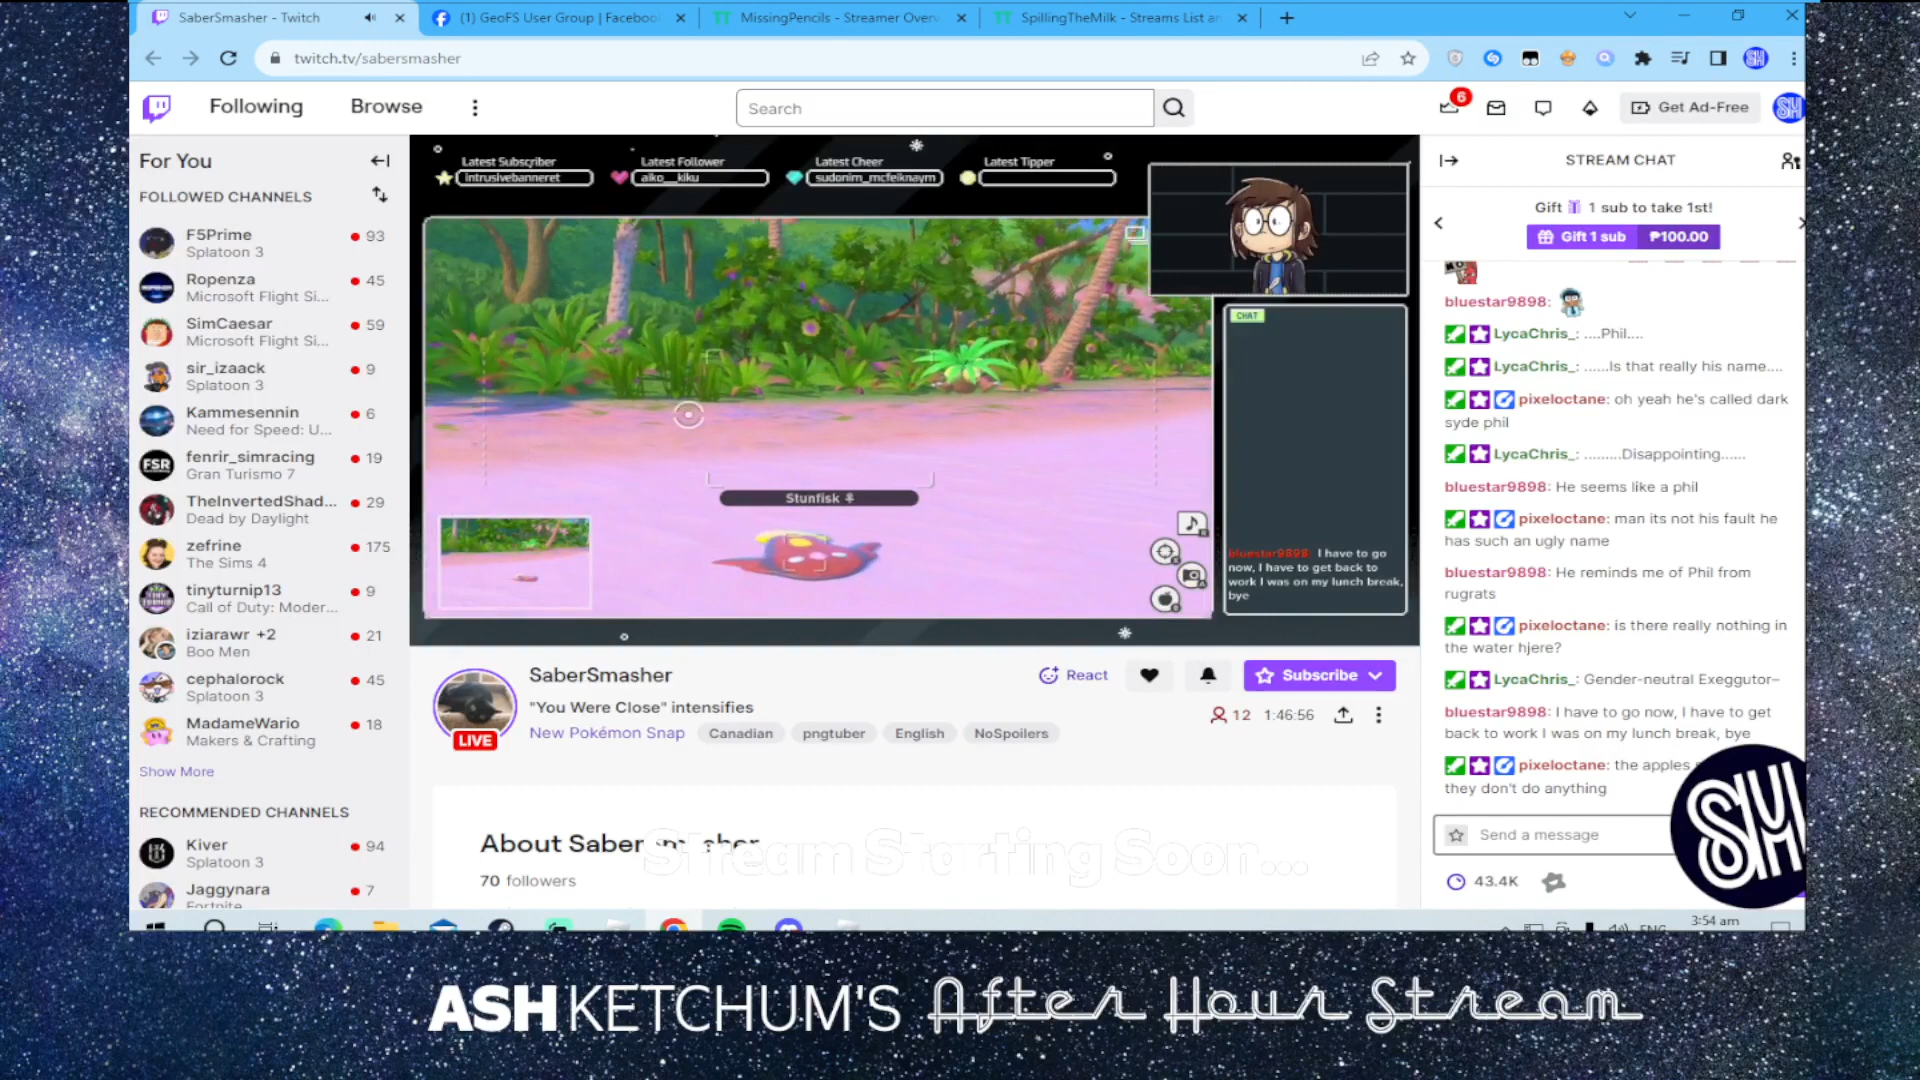 SaberSmasher - Twitch
(1) GeoFS User Group | Facebook
MissingPencils - Streamer Overv
SpillingTheMilk - Streams List an
twitch.tv/sabersmasher
Following
Browse
Search
6
Get Ad-Free
For You
FOLLOWED CHANNELS
F5Prime
93
Splatoon 3
Ropenza
45
Microsoft Flight Si...
SimCaesar
59
Microsoft Flight Si...
sir_izaack
9
Splatoon 3
Kammesennin
6
Need for Speed: U...
FSR
fenrir_simracing
19
Gran Turismo 7
TheInvertedShad...
29
Dead by Daylight
zefrine
175
The Sims 4
tinyturnip13
9
Call of Duty: Moder...
iziarawr +2
21
Boo Men
cephalorock
45
Splatoon 3
MadameWario
18
Makers & Crafting
Show More
RECOMMENDED CHANNELS
Kiver
94
Splatoon 3
Jaggynara
7
Fortnite
Latest Subscriber
intrusivebanneret
Latest Follower
aiko__kiku
Latest Cheer
sudonim_mcfeiknaym
Latest Tipper
Stunfisk
CHAT
bluestar9898: I have to go
now, I have to get back to
work I was on my lunch break,
bye
SaberSmasher
"You Were Close" intensifies
New Pokémon Snap
Canadian
pngtuber
English
NoSpoilers
LIVE
React
Subscribe
12
1:46:56
About SaberSmasher
70 followers
Stream Starting Soon...
STREAM CHAT
Gift 1 sub to take 1st!
Gift 1 sub
₱100.00
bluestar9898:
LycaChris_: ....Phil....
LycaChris_: ......Is that really his name....
pixeloctane: oh yeah he's called dark
syde phil
LycaChris_: .........Disappointing......
bluestar9898: He seems like a phil
pixeloctane: man its not his fault he
has such an ugly name
bluestar9898: He reminds me of Phil from
rugrats
pixeloctane: is there really nothing in
the water hjere?
LycaChris_: Gender-neutral Exeggutor–
bluestar9898: I have to go now, I have to get
back to work I was on my lunch break, bye
pixeloctane: the apples
they don't do anything
Send a message
43.4K
3:54 am
ENG
ASH KETCHUM'S After Hour Stream